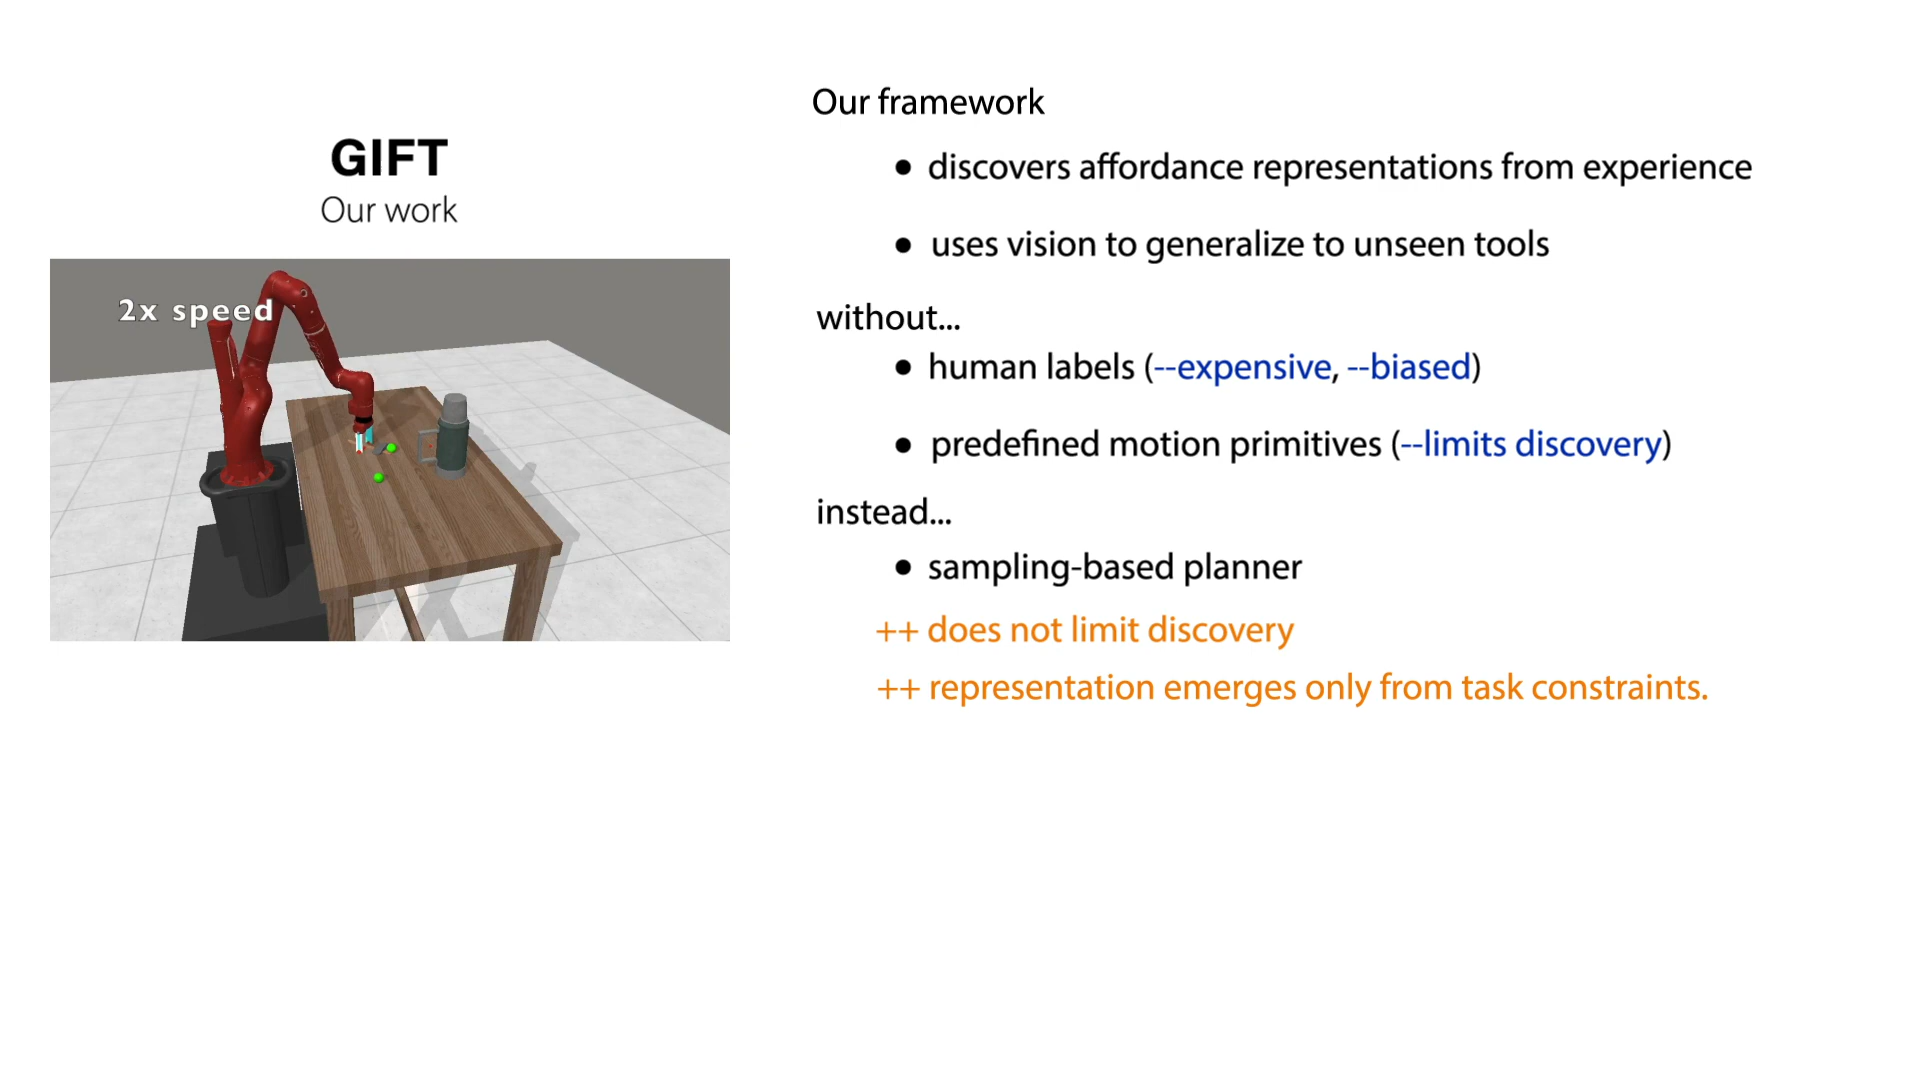 GIFT
Our work
2x speed
Our framework
● discovers affordance representations from experience
● uses vision to generalize to unseen tools
without...
● human labels (--expensive, --biased)
● predefined motion primitives (--limits discovery)
instead...
● sampling-based planner
++ does not limit discovery
++ representation emerges only from task constraints.